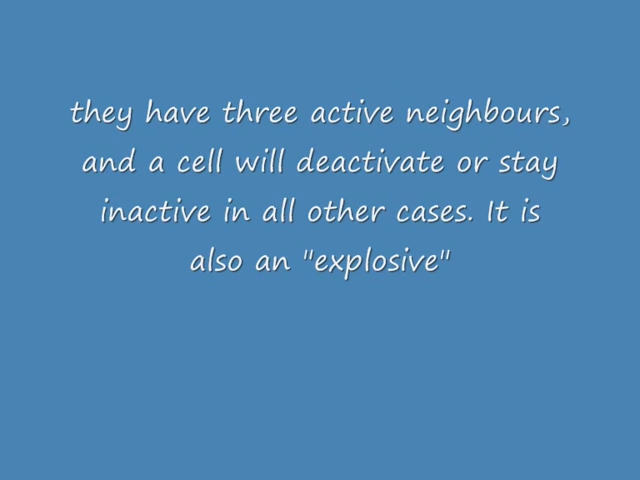 they have three active neighbours,
and a cell will deactivate or stay
inactive in all other cases. It is
also an "explosive"